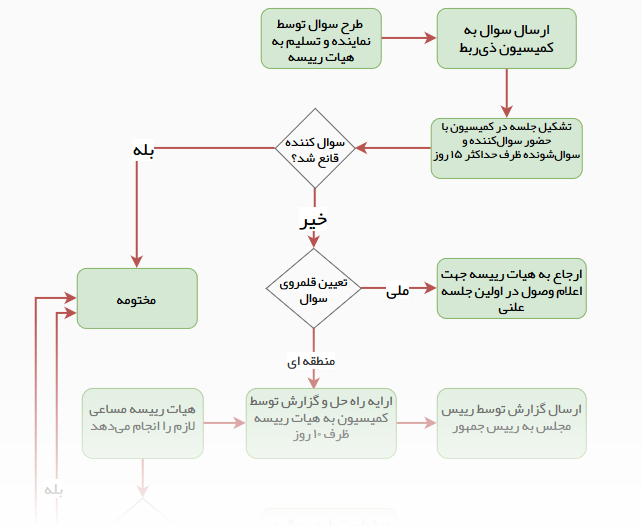 طرح سوال توسط
نماینده و تسلیم به
هیات رییسه
ارسال سوال به
کمیسیون ذی‌ربط
تشکیل جلسه در کمیسیون با
حضور سوال‌کننده و
سوال‌شونده ظرف حداکثر ۱۵ روز
سوال کننده
قانع شد؟
بله
خیر
تعیین قلمروی
سوال
ملی
ارجاع به هیات رییسه جهت
اعلام وصول در اولین جلسه
علنی
مختومه
منطقه ای
ارسال گزارش توسط رییس
مجلس به رییس جمهور
ارایه راه حل و گزارش توسط
کمیسیون به هیات رییسه
ظرف ۱۰ روز
هیات رییسه مساعی
لازم را انجام می‌دهد
بله